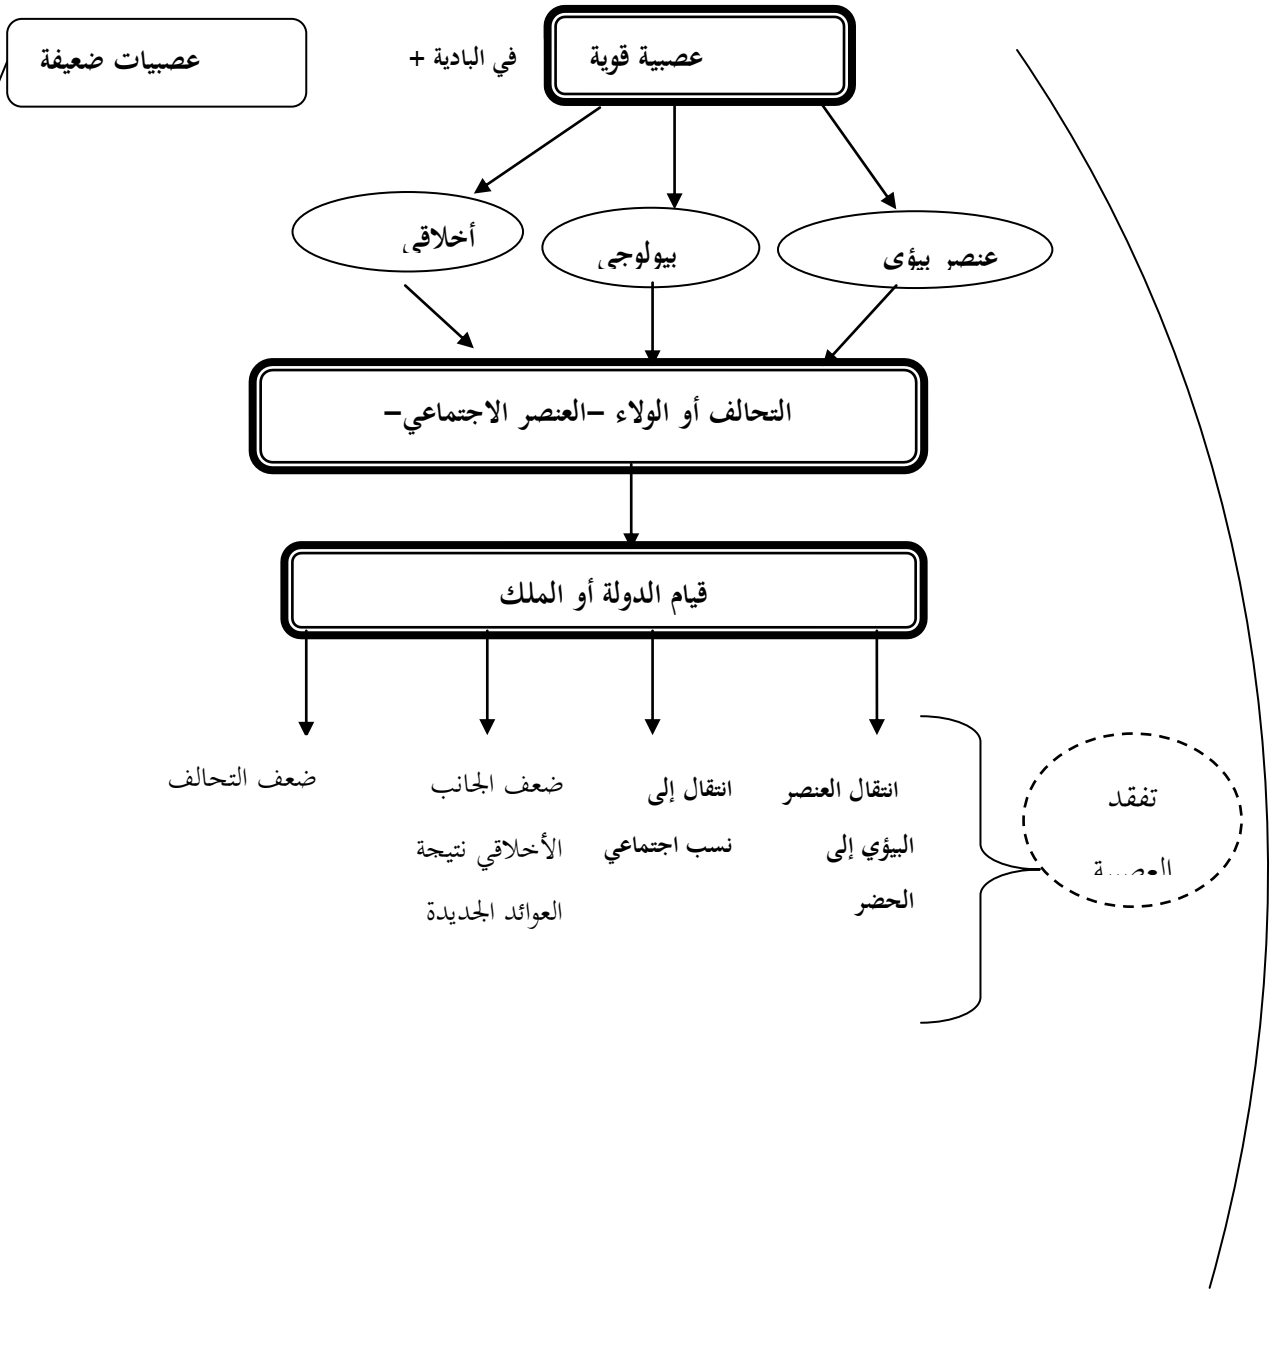 عصبية قوية
في البادية +
عصبيات ضعيفة
عنصر بيؤي
بيولوجي
أخلاقي
التحالف أو الولاء –العنصر الاجتماعي–
قيام الدولة أو الملك
انتقال العنصر
البيؤي إلى
الحضر
انتقال إلى
نسب اجتماعي
ضعف الجانب
الأخلاقي نتيجة
العوائد الجديدة
ضعف التحالف
تفقد
العصبية